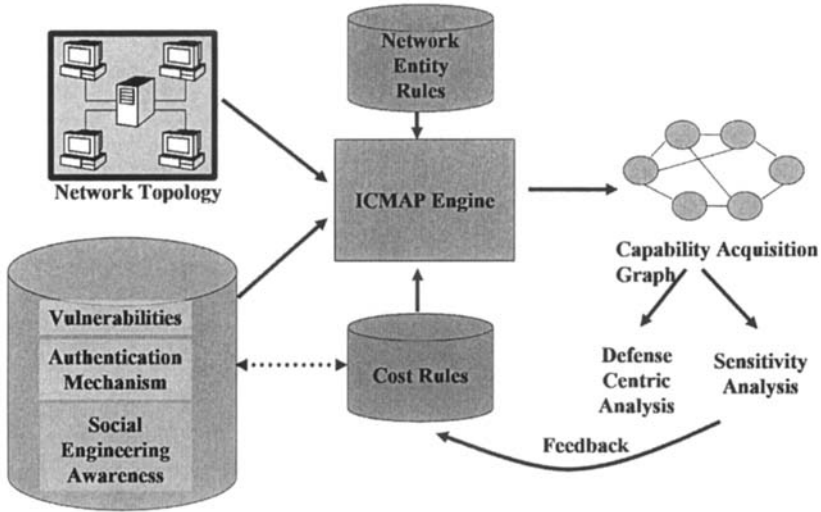 Network
Entity
Rules
Network Topology
ICMAP Engine
Capability Acquisition
Graph
Vulnerabilities
Authentication
Mechanism
Social
Engineering
Awareness
Cost Rules
Defense
Centric
Analysis
Sensitivity
Analysis
Feedback